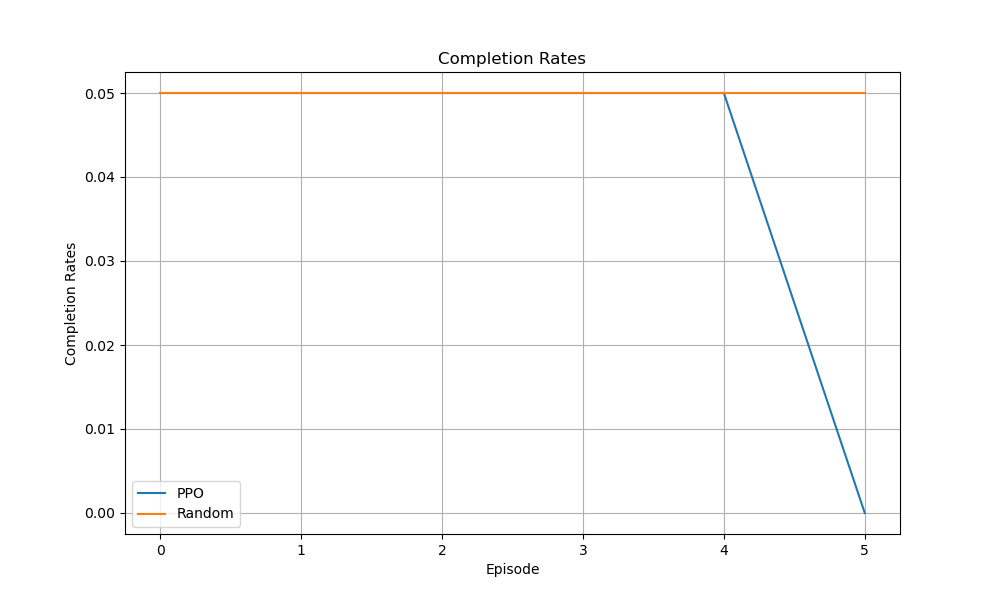 Completion Rates
Completion Rates
0.05
0.04
0.03
0.02
0.01
0.00
PPO
Random
0 1 2 3 4 5
Episode